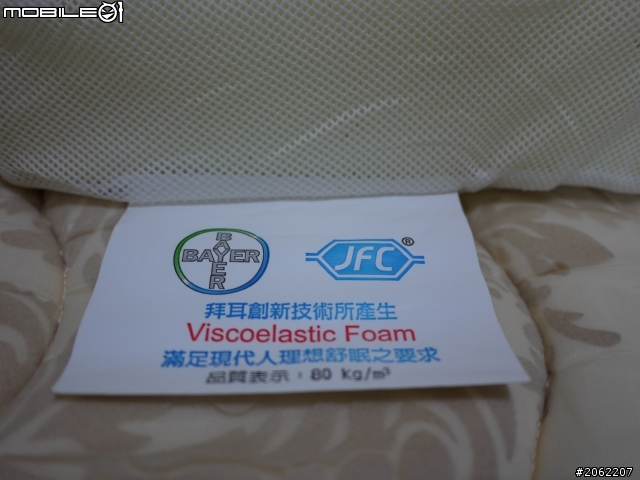 MOBILE01
BAYER
BAYER
JFC®
拜耳創新技術所產生
Viscoelastic Foam
滿足現代人理想舒眠之要求
品質表示：80 kg/m³
#2062207